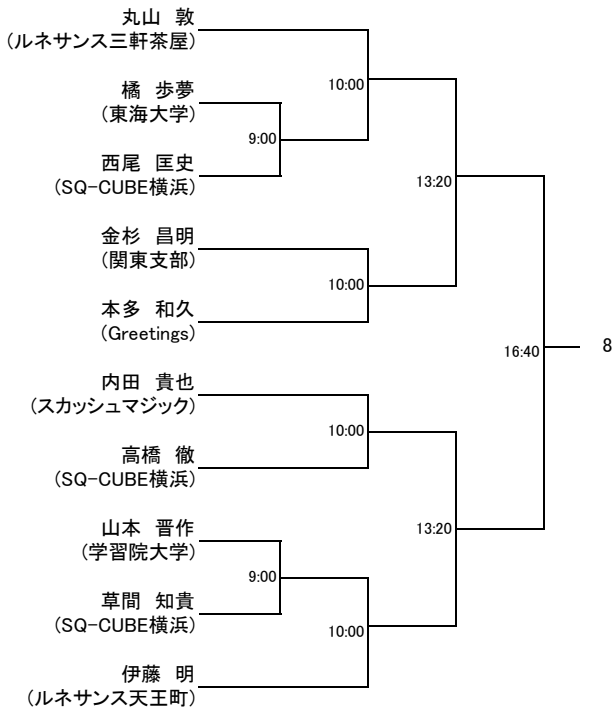 丸山　敦
(ルネサンス三軒茶屋)
10:00
橘　歩夢
(東海大学)
9:00
西尾　匡史
(SQ-CUBE横浜)
13:20
金杉　昌明
(関東支部)
10:00
本多　和久
(Greetings)
16:40
8
内田　貴也
(スカッシュマジック)
10:00
高橋　徹
(SQ-CUBE横浜)
山本　晋作
(学習院大学)
13:20
9:00
草間　知貴
(SQ-CUBE横浜)
10:00
伊藤　明
(ルネサンス天王町)